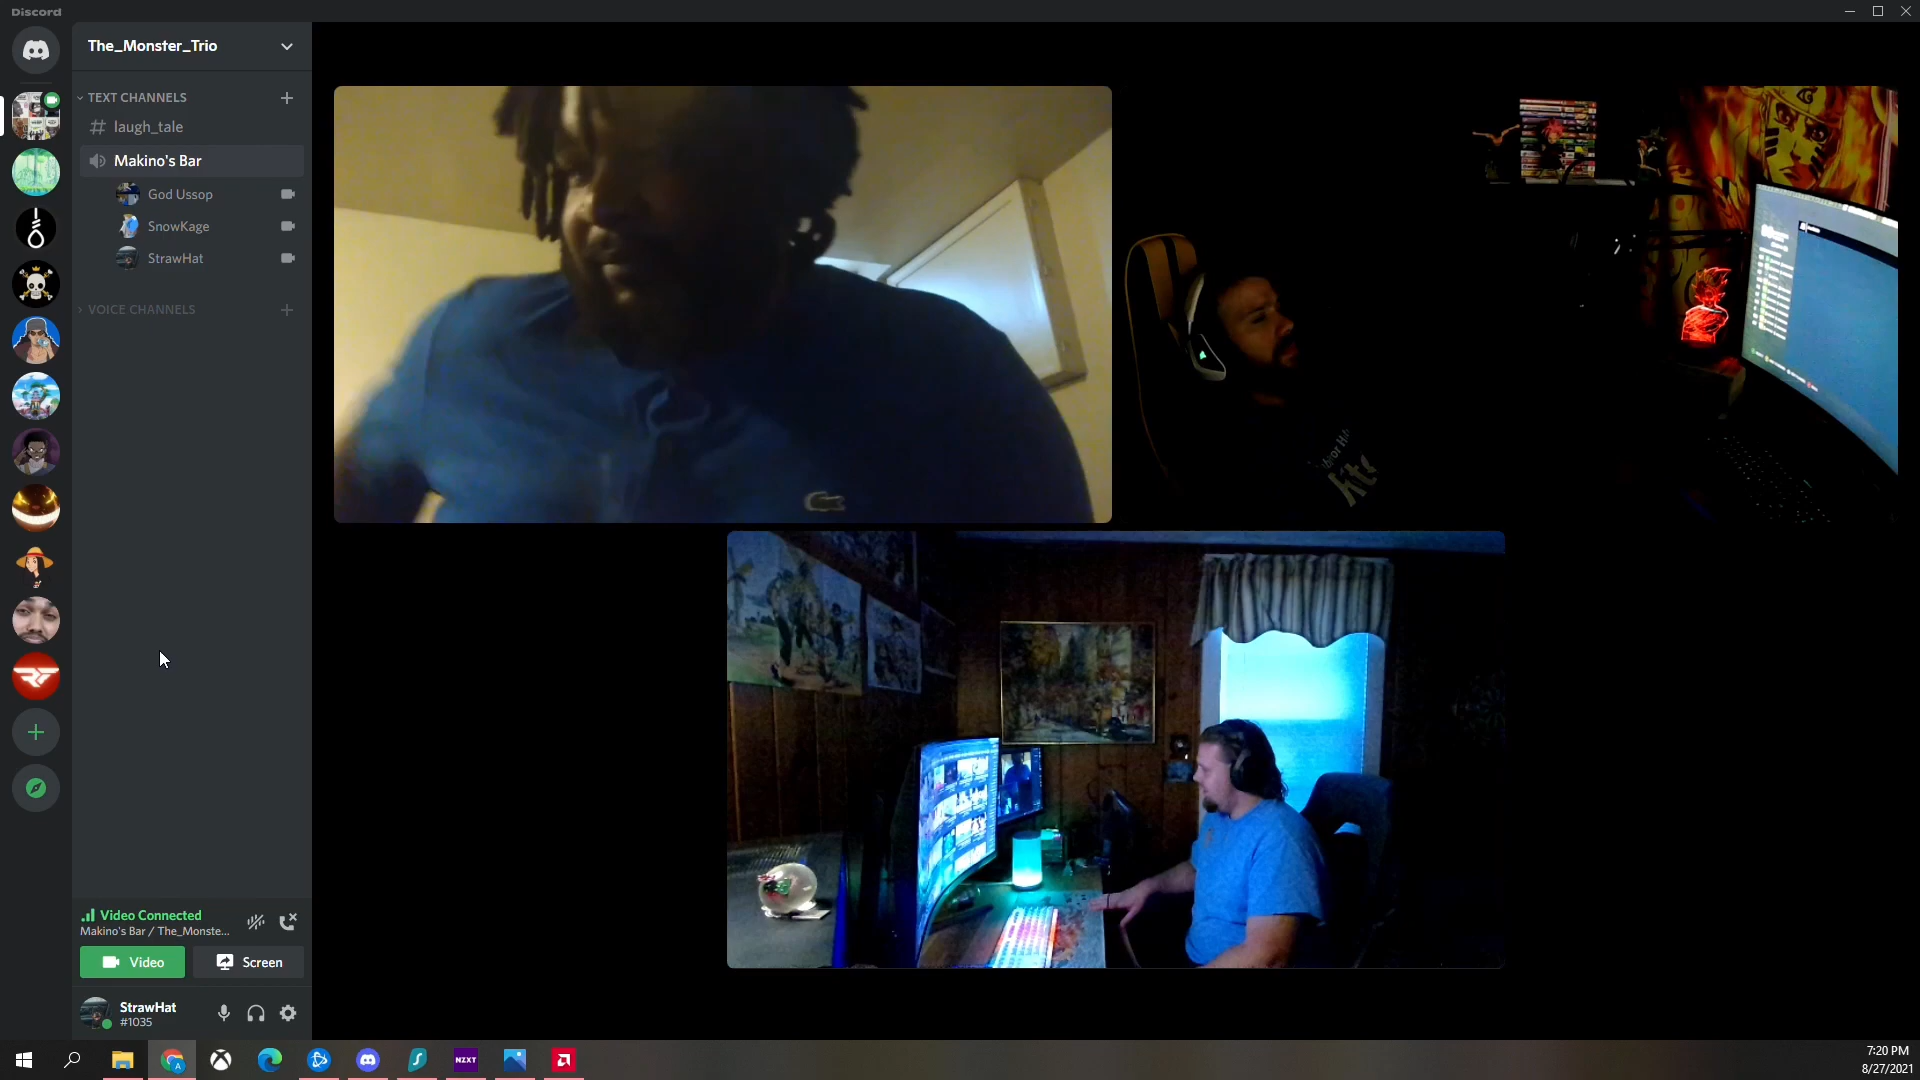 Discord
The_Monster_Trio
TEXT CHANNELS
laugh_tale
Makino's Bar
God Ussop
SnowKage
StrawHat
VOICE CHANNELS
Video Connected
Makino's Bar / The_Monste...
Video
Screen
StrawHat
#1035
NZXT
7:20 PM
8/27/2021